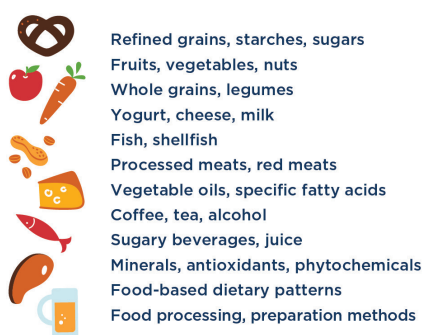 Refined grains, starches, sugars
Fruits, vegetables, nuts
Whole grains, legumes
Yogurt, cheese, milk
Fish, shellfish
Processed meats, red meats
Vegetable oils, specific fatty acids
Coffee, tea, alcohol
Sugary beverages, juice
Minerals, antioxidants, phytochemicals
Food-based dietary patterns
Food processing, preparation methods